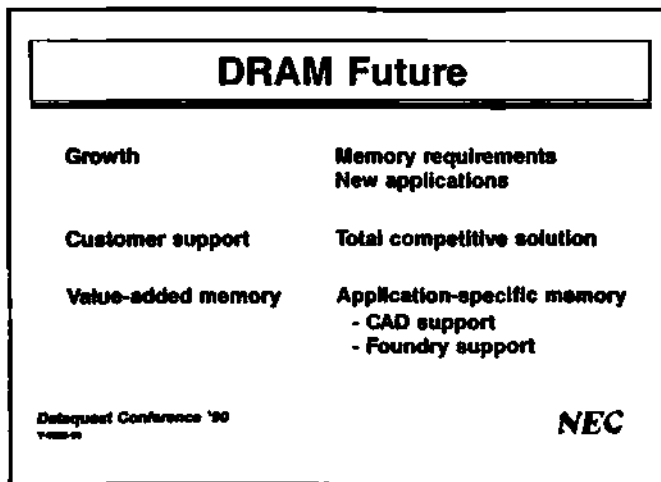 DRAM Future
Growth
Memory requirements
New applications
Customer support
Total competitive solution
Value-added memory
Application-specific memory
- CAD support
- Foundry support
Dataquest Conference '90
NEC